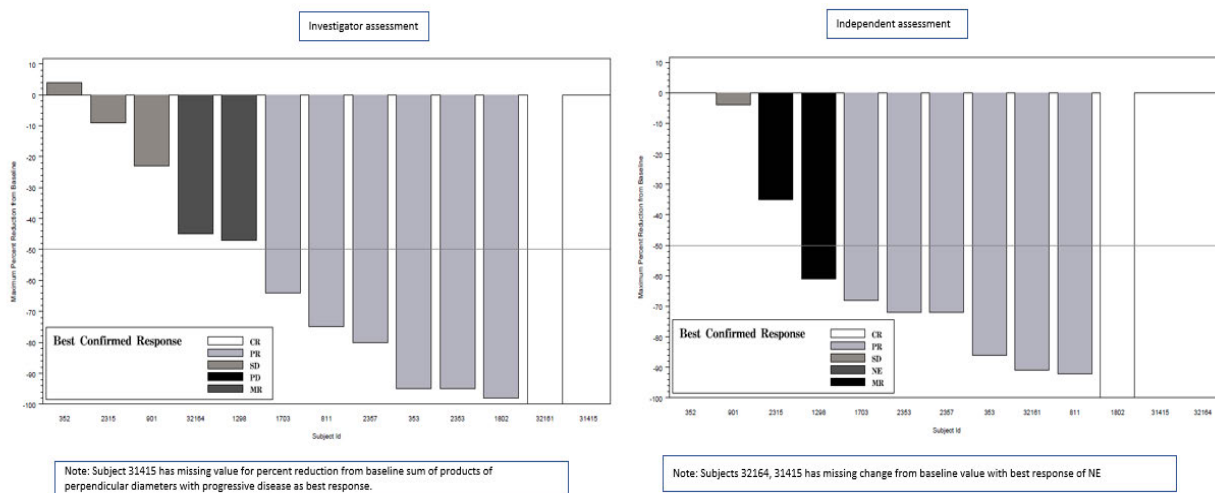 Investigator assessment
10
0
-10
-20
-30
-40
-50
-60
-70
-80
-90
-100
Maximum Percent Reduction from Baseline
Best Confirmed Response
CR
PR
SD
PD
MR
352 2315 901 32164 1298 1703 811 2357 353 2353 1802 32161 31415
Subject Id
Note: Subject 31415 has missing value for percent reduction from baseline sum of products of
perpendicular diameters with progressive disease as best response.
Independent assessment
10
0
-10
-20
-30
-40
-50
-60
-70
-80
-90
-100
Maximum Percent Reduction from Baseline
Best Confirmed Response
CR
PR
SD
NE
MR
352 901 2315 1298 1703 2353 2357 353 32161 811 1802 31415 32164
Subject Id
Note: Subjects 32164, 31415 has missing change from baseline value with best response of NE